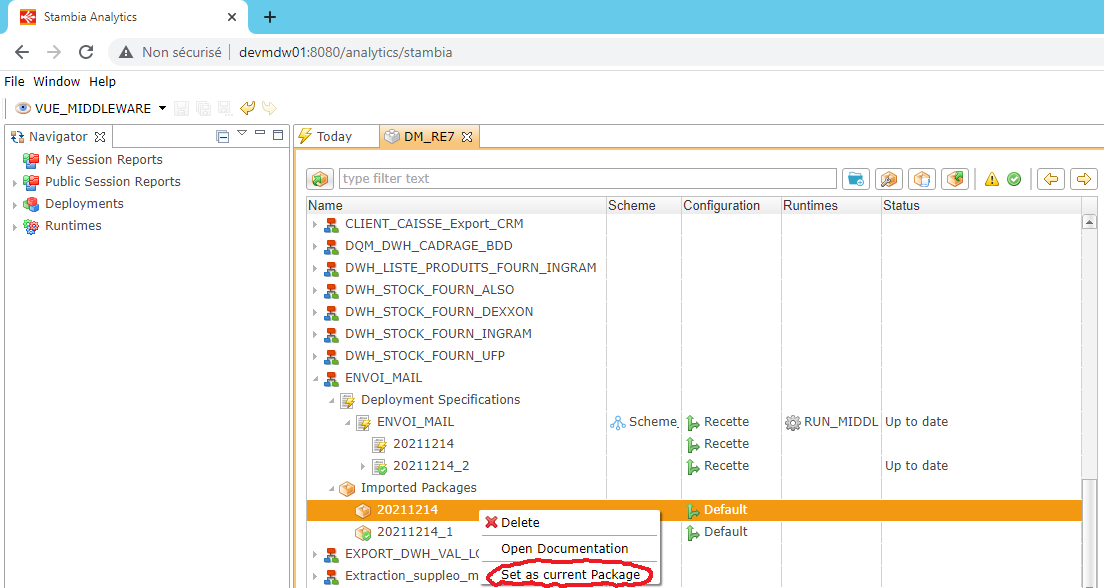 Stambia Analytics
Non sécurisé devmdw01:8080/analytics/stambia
File Window Help
VUE_MIDDLEWARE
Navigator
My Session Reports
Public Session Reports
Deployments
Runtimes
Today DM_RE7
type filter text
Name Scheme Configuration Runtimes Status
CLIENT_CAISSE_Export_CRM
DQM_DWH_CADRAGE_BDD
DWH_LISTE_PRODUITS_FOURN_INGRAM
DWH_STOCK_FOURN_ALSO
DWH_STOCK_FOURN_DEXXON
DWH_STOCK_FOURN_INGRAM
DWH_STOCK_FOURN_UFP
ENVOI_MAIL
Deployment Specifications
ENVOI_MAIL Scheme_ Recette RUN_MIDDL Up to date
20211214 Recette
20211214_2 Recette Up to date
Imported Packages
20211214 Default
20211214_1 Default
EXPORT_DWH_VAL_LO
Extraction_suppleo_m
Delete
Open Documentation
Set as current Package